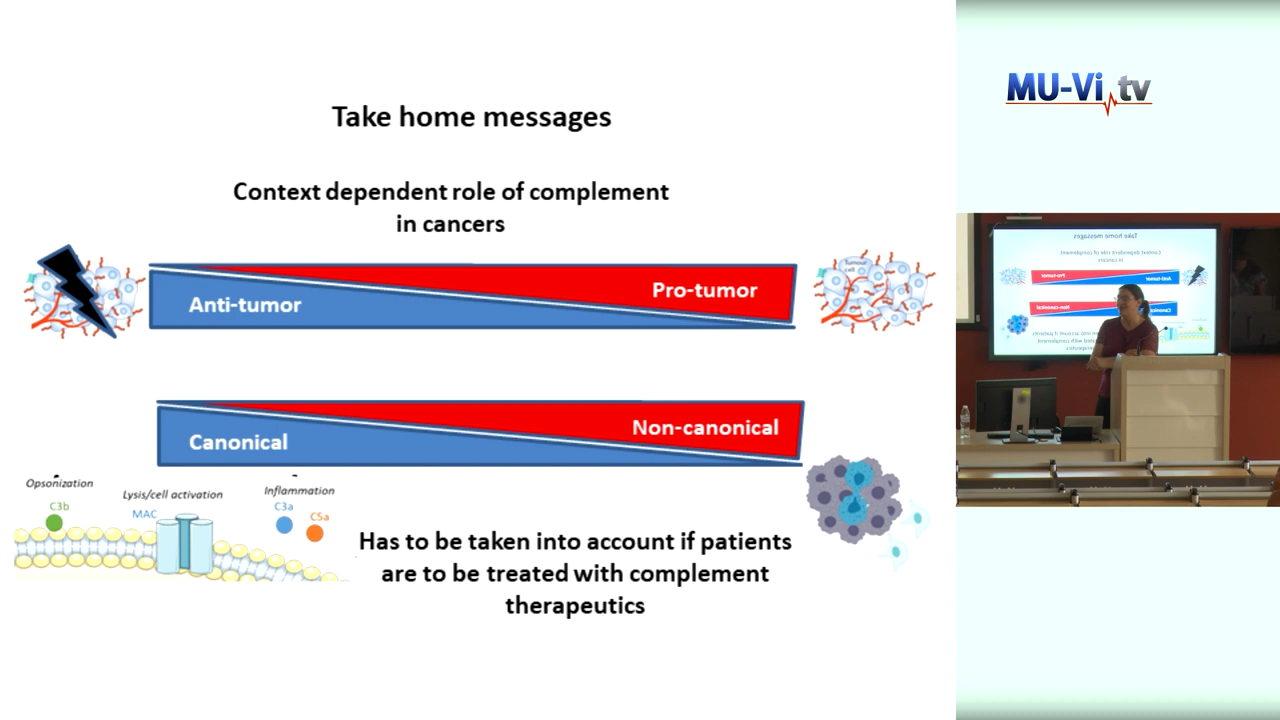 Take home messages
Context dependent role of complement
in cancers
Anti-tumor
Pro-tumor
Tumour
cell
Canonical
Non-canonical
Opsonization
C3b
Lysis/cell activation
MAC
Inflammation
C3a
C5a
Has to be taken into account if patients
are to be treated with complement
therapeutics
MU-Vi tv